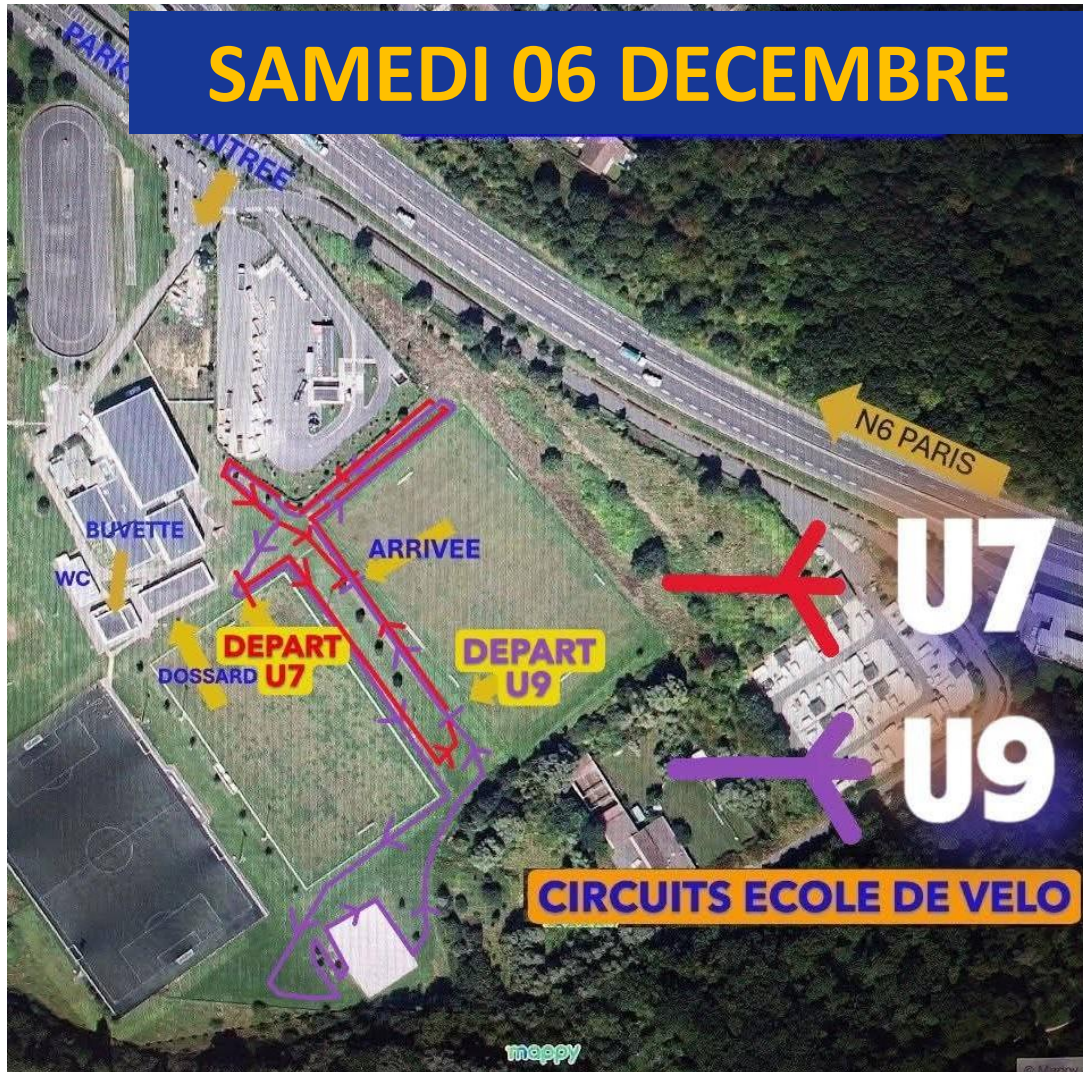 SAMEDI 06 DECEMBRE
N6 PARIS
U7
BUVETTE
ARRIVEE
WC
DEPART
U7
DEPART
U9
DOSSARD
U9
CIRCUITS ECOLE DE VELO
mappy
© Mappy